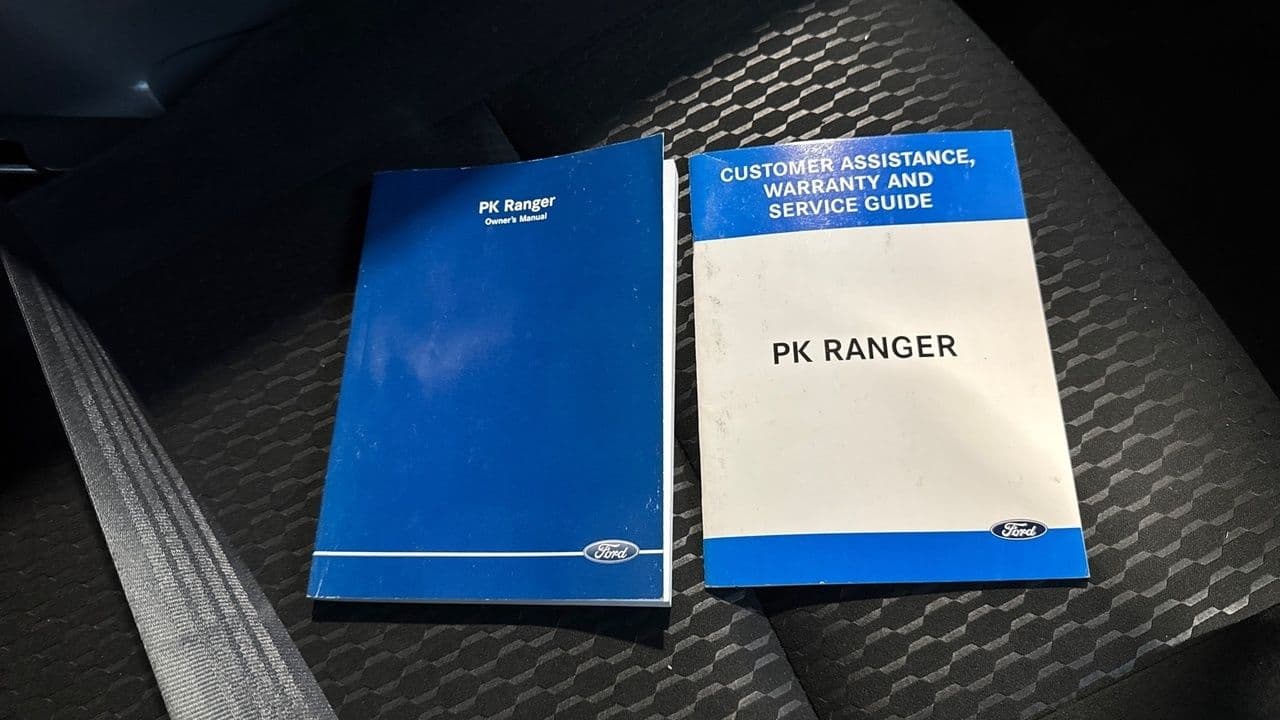 PK Ranger
Owner's Manual
Ford
CUSTOMER ASSISTANCE,
WARRANTY AND
SERVICE GUIDE
PK RANGER
Ford